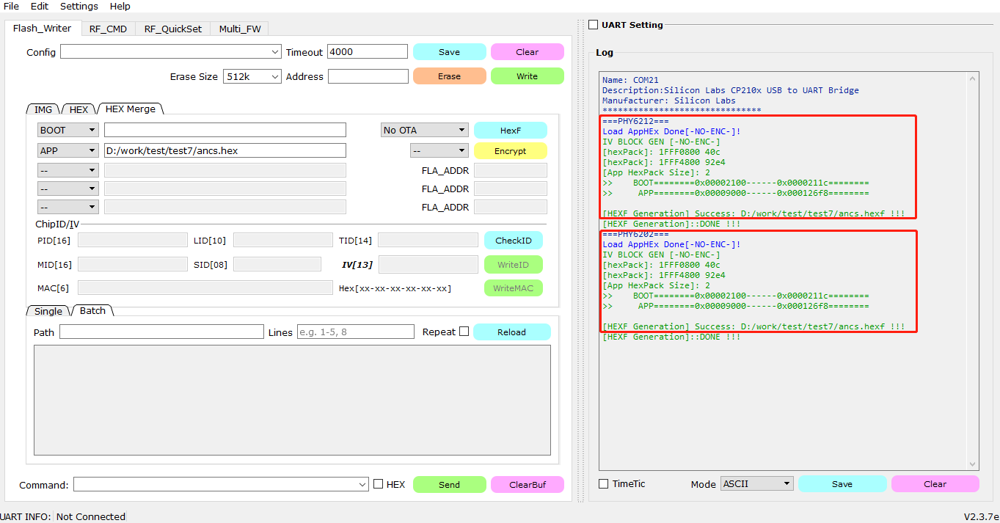 File Edit Settings Help
Flash_Writer RF_CMD RF_QuickSet Multi_FW
Config Timeout 4000 Save Clear
Erase Size 512k Address Erase Write
IMG HEX HEX Merge
BOOT No OTA HexF
APP D:/work/test/test7/ancs.hex -- Encrypt
-- FLA_ADDR
-- FLA_ADDR
-- FLA_ADDR
ChipID/IV
PID[16] LID[10] TID[14] CheckID
MID[16] SID[08] IV[13] WriteID
MAC[6] Hex[xx-xx-xx-xx-xx-xx] WriteMAC
Single Batch
Path Lines e.g. 1-5, 8 Repeat Reload
Command: HEX Send ClearBuf
UART INFO: Not Connected
UART Setting
Log
Name: COM21
Description:Silicon Labs CP210x USB to UART Bridge
Manufacturer: Silicon Labs
*******************************
===PHY6212===
Load AppHEx Done[-NO-ENC-]!
IV BLOCK GEN [-NO-ENC-]
[hexPack]: 1FFF0800 40c
[hexPack]: 1FFF4800 92e4
[App HexPack Size]: 2
>> BOOT========0x00002100------0x0000211c========
>> APP========0x00009000------0x000126f8========
[HEXF Generation] Success: D:/work/test/test7/ancs.hexf !!!
[HEXF Generation]::DONE !!!
===PHY6202===
Load AppHEx Done[-NO-ENC-]!
IV BLOCK GEN [-NO-ENC-]
[hexPack]: 1FFF0800 40c
[hexPack]: 1FFF4800 92e4
[App HexPack Size]: 2
>> BOOT========0x00002100------0x0000211c========
>> APP========0x00009000------0x000126f8========
[HEXF Generation] Success: D:/work/test/test7/ancs.hexf !!!
[HEXF Generation]::DONE !!!
TimeTic Mode ASCII Save Clear
V2.3.7e